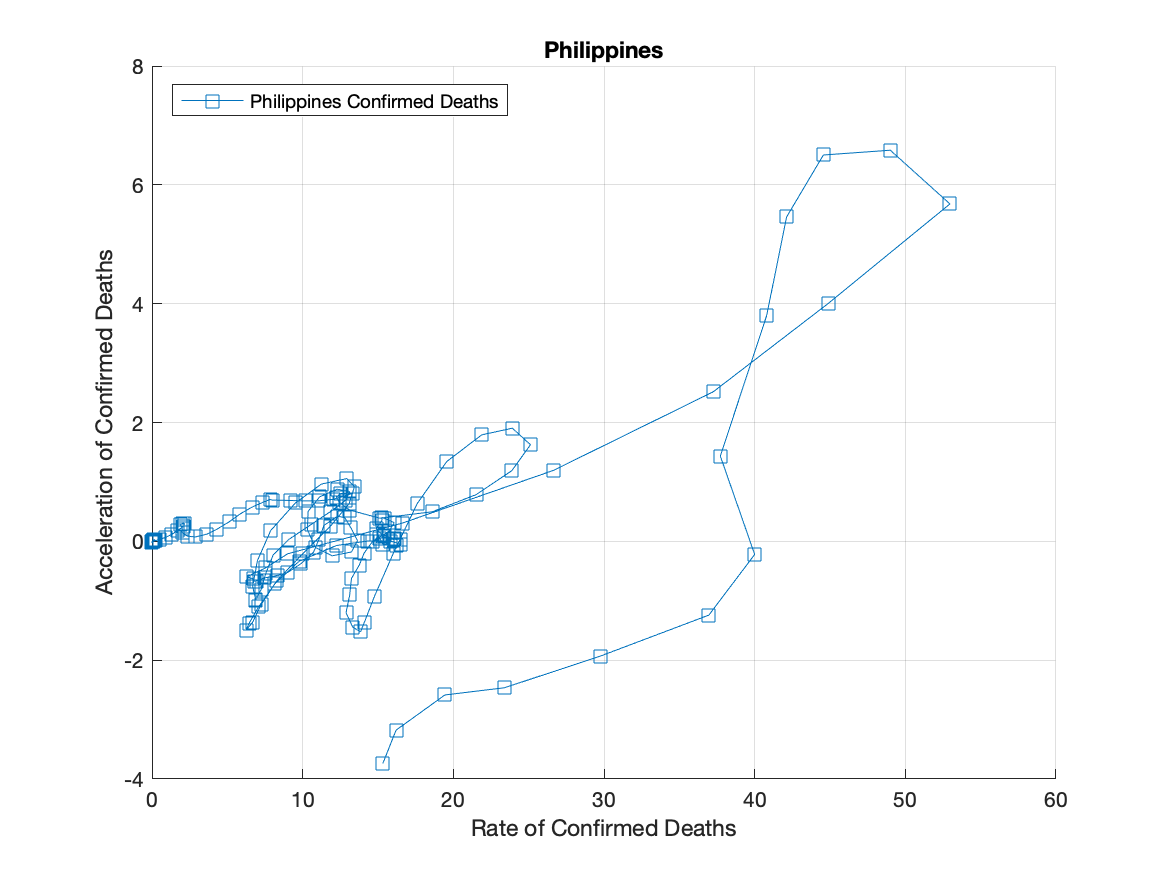 Philippines
Philippines Confirmed Deaths
8
6
4
2
0
-2
-4
Acceleration of Confirmed Deaths
0 10 20 30 40 50 60
Rate of Confirmed Deaths